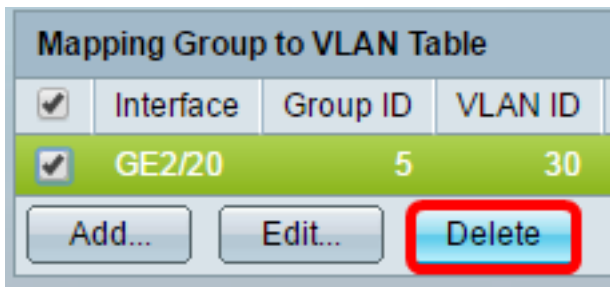 Mapping Group to VLAN Table
Interface Group ID VLAN ID
GE2/20 5 30
Add... Edit... Delete